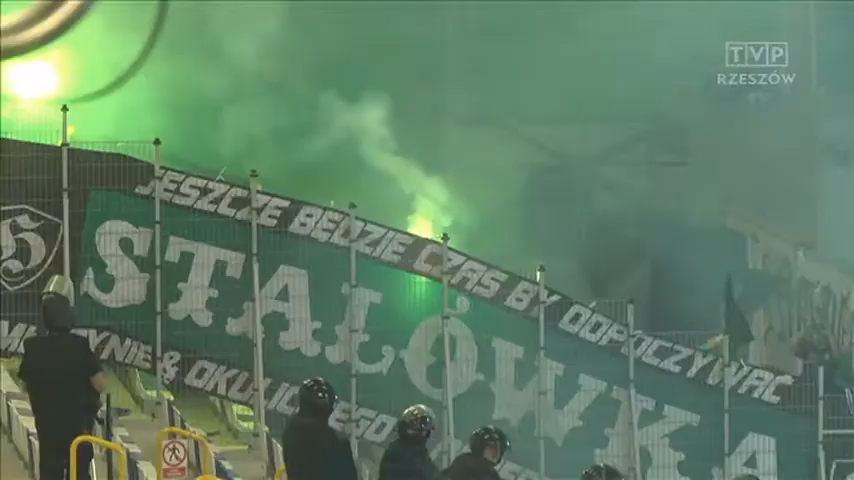 TVP
RZESZÓW
JESZCZE BĘDZIE CZAS BY ODPOCZYWAĆ
STALÓWKA
& OKULICKIEGO